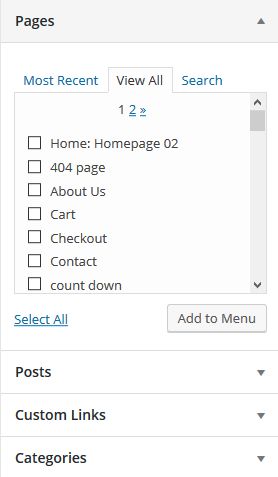 Pages
Most Recent View All Search
1 2 »
Home: Homepage 02
404 page
About Us
Cart
Checkout
Contact
count down
Select All Add to Menu
Posts
Custom Links
Categories